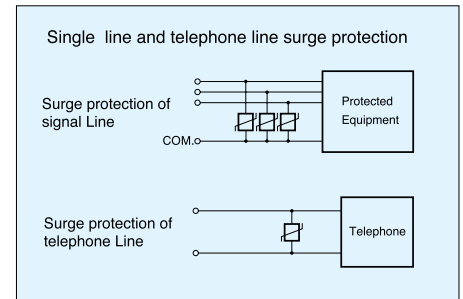 Single line and telephone line surge protection
Surge protection of
signal Line
COM.
Protected
Equipment
Surge protection of
telephone Line
Telephone